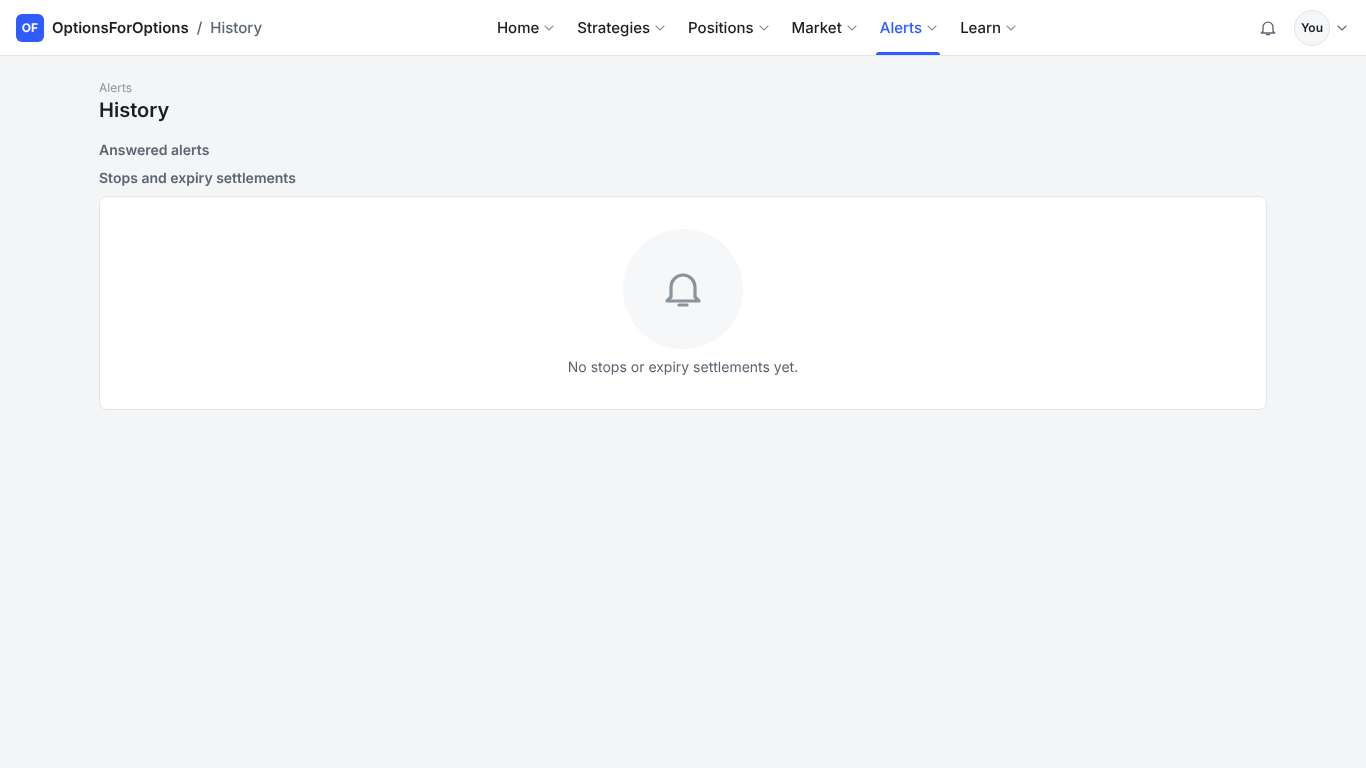 OF OptionsForOptions / History Home Strategies Positions Market Alerts Learn You
Alerts
History
Answered alerts
Stops and expiry settlements
No stops or expiry settlements yet.